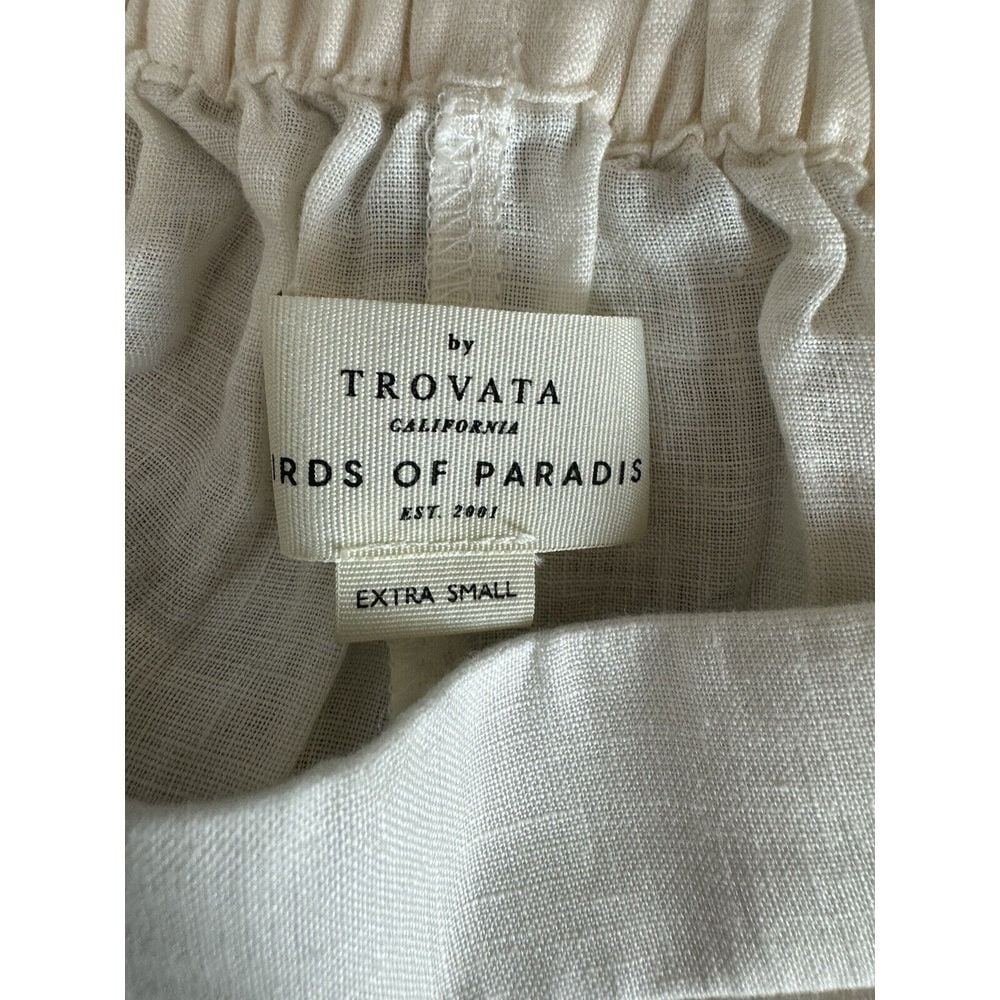 by
TROVATA
CALIFORNIA
IRDS OF PARADIS
EST. 2001
EXTRA SMALL